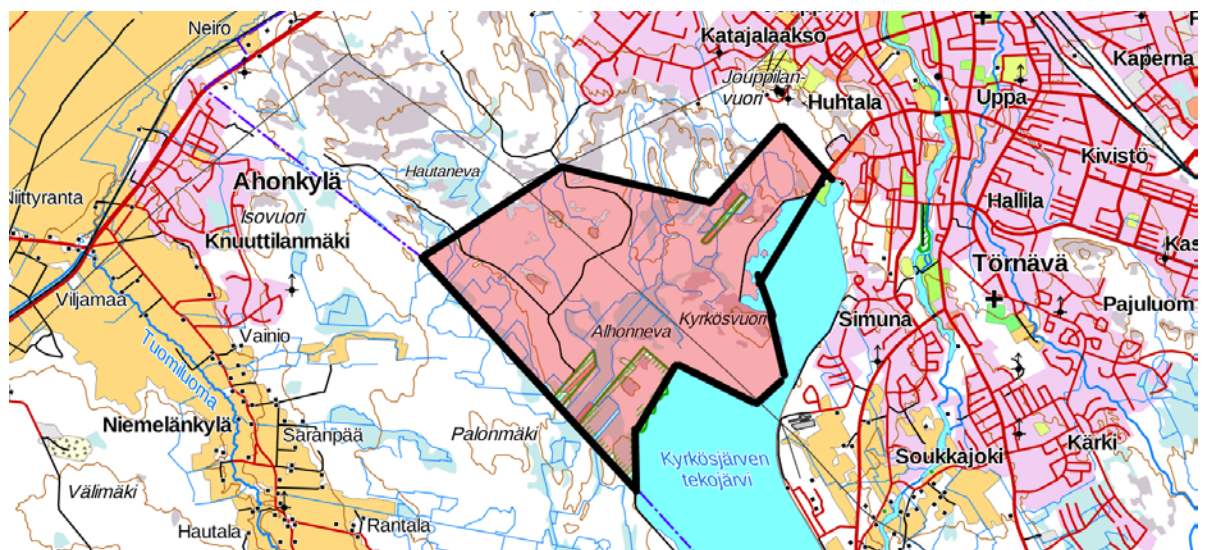 Neiro
Katajalaakso
Kaperna
Jouppilan-
vuori
Huhtala
Uppa
Kivistö
Hautaneva
Ahonkylä
Niittyranta
Isovuori
Hallila
Knuuttilanmäki
Kas
Törnävä
Viljamaa
Pajuluom
Kyrkösvuori
Simuna
Alhonneva
Vainio
Tuomiluoma
Niemelänkylä
Saranpää
Palonmäki
Kärki
Kyrkösjärven
tekojärvi
Soukkajoki
Välimäki
Hautala
Rantala